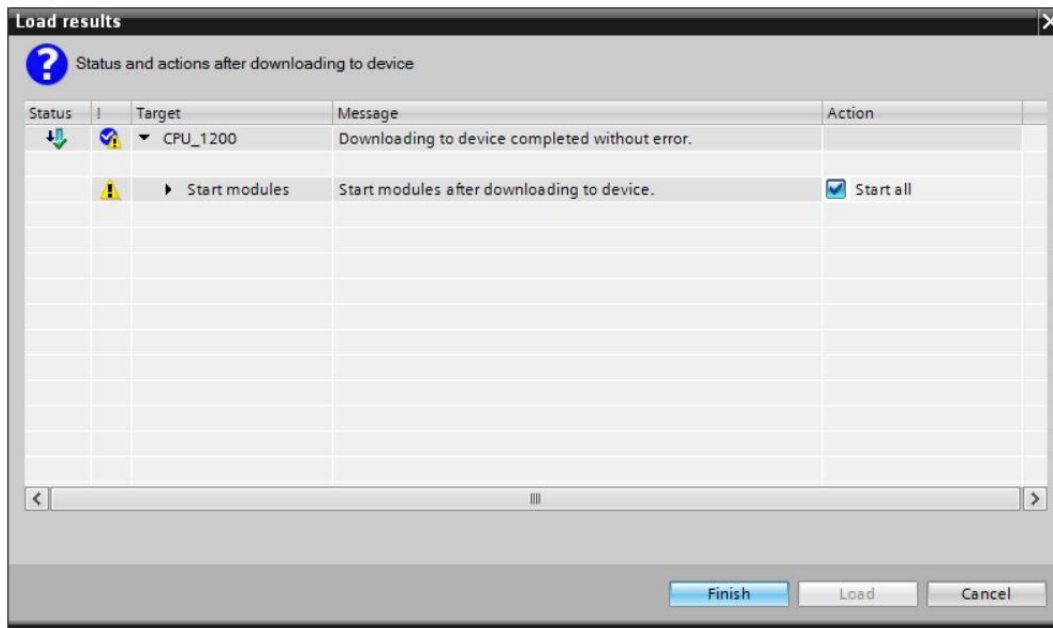 Load results
Status and actions after downloading to device
Status ! Target Message Action
CPU_1200 Downloading to device completed without error.
Start modules Start modules after downloading to device. Start all
Finish Load Cancel